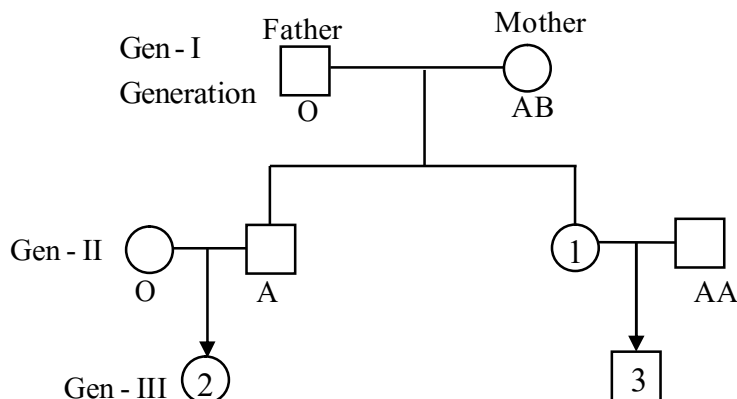 Father Mother
Gen - I
Generation
O AB
Gen - II 1
O A AA
Gen - III 2 3